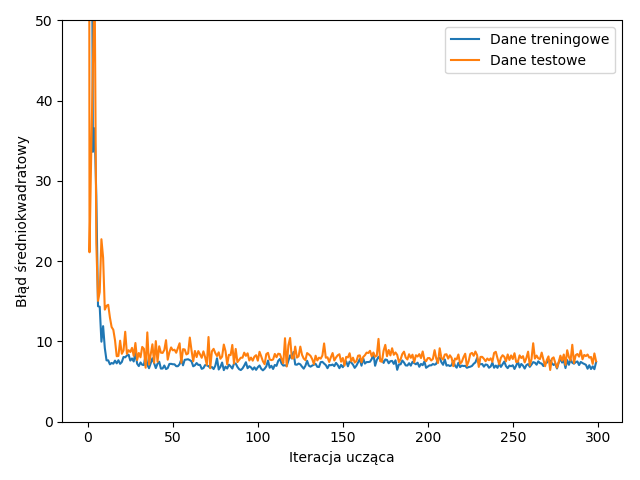 50
40
30
20
10
0
Błąd średniokwadratowy
Dane treningowe
Dane testowe
0 50 100 150 200 250 300
Iteracja ucząca